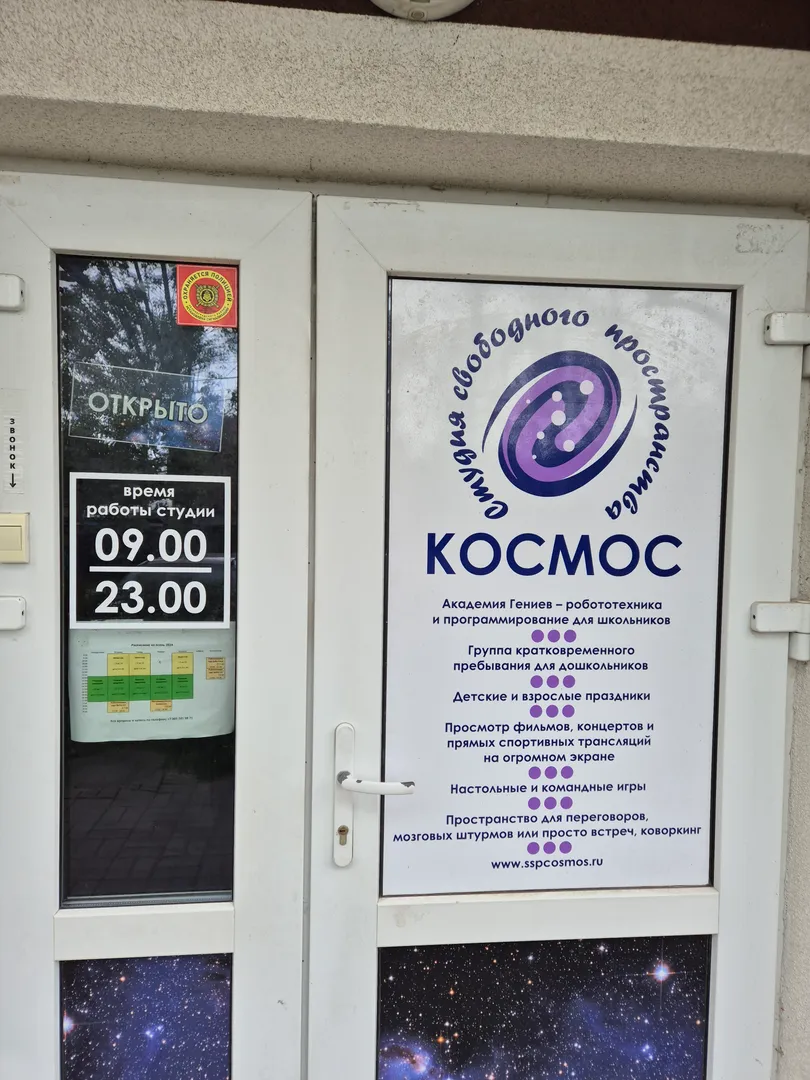 ОХРАНЯЕТСЯ ПОЛИЦИЕЙ
ОТКРЫТО
ЗВОНОК
время
работы студии
09.00
23.00
Студия свободного пространства
КОСМОС
Академия Гениев – робототехника
и программирование для школьников
Группа кратковременного
пребывания для дошкольников
Детские и взрослые праздники
Просмотр фильмов, концертов и
прямых спортивных трансляций
на огромном экране
Настольные и командные игры
Пространство для переговоров,
мозговых штурмов или просто встреч, коворкинг
www.sspcosmos.ru